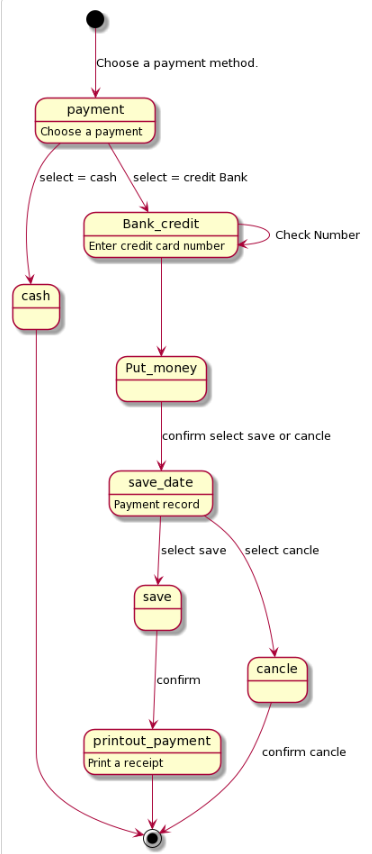 Choose a payment method.
payment
Choose a payment
select = cash
select = credit Bank
Bank_credit
Enter credit card number
Check Number
cash
Put_money
confirm select save or cancle
save_date
Payment record
select save
select cancle
save
cancle
confirm
printout_payment
Print a receipt
confirm cancle